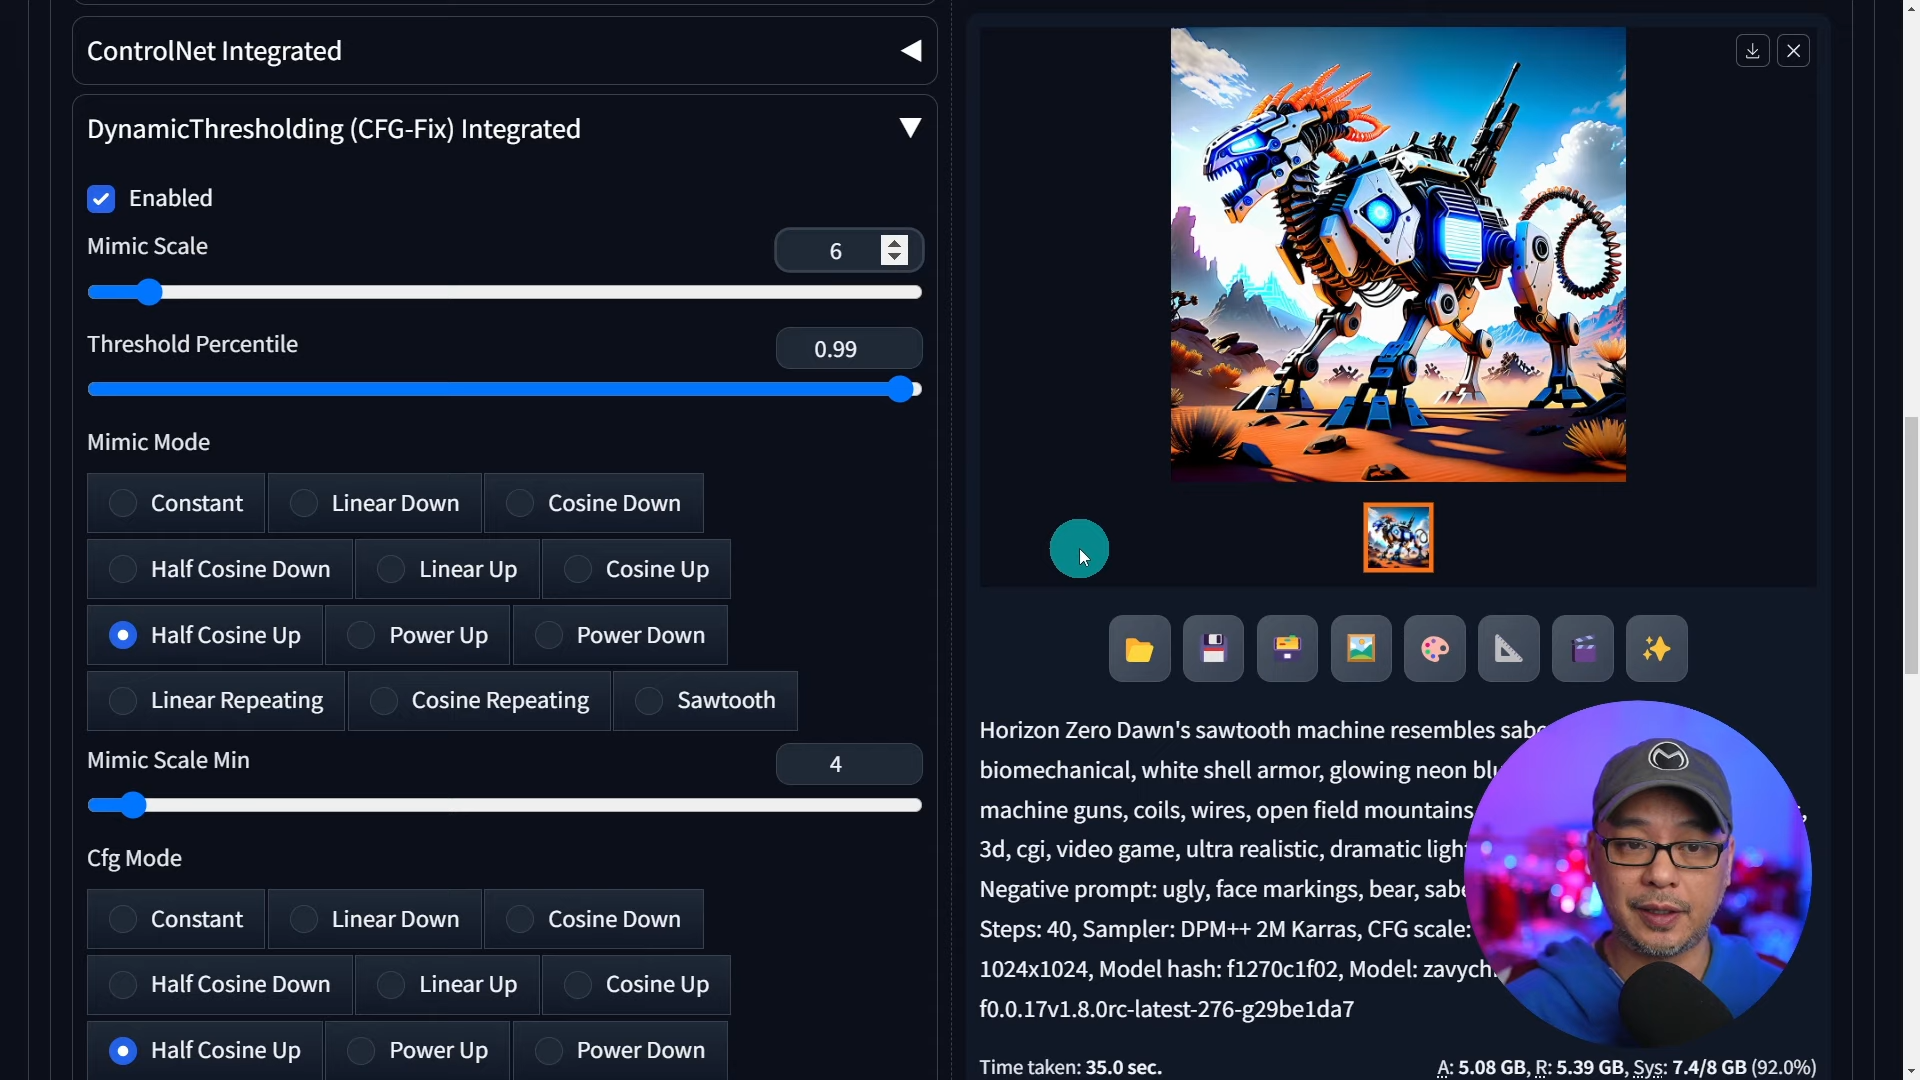 ControlNet Integrated
DynamicThresholding (CFG-Fix) Integrated
Enabled
Mimic Scale
6
Threshold Percentile
0.99
Mimic Mode
Constant
Linear Down
Cosine Down
Half Cosine Down
Linear Up
Cosine Up
Half Cosine Up
Power Up
Power Down
Linear Repeating
Cosine Repeating
Sawtooth
Mimic Scale Min
4
Cfg Mode
Constant
Linear Down
Cosine Down
Half Cosine Down
Linear Up
Cosine Up
Half Cosine Up
Power Up
Power Down
Horizon Zero Dawn's sawtooth machine resembles
biomechanical, white shell armor, glowing neon
machine guns, coils, wires, open field mountains
3d, cgi, video game, ultra realistic, dramatic
Negative prompt: ugly, face markings, bear,
Steps: 40, Sampler: DPM++ 2M Karras, CFG scale:
1024x1024, Model hash: f1270c1f02, Model:
f0.0.17v1.8.0rc-latest-276-g29be1da7
Time taken: 35.0 sec.
A: 5.08 GB, R: 5.39 GB, Sys: 7.4/8 GB (92.0%)